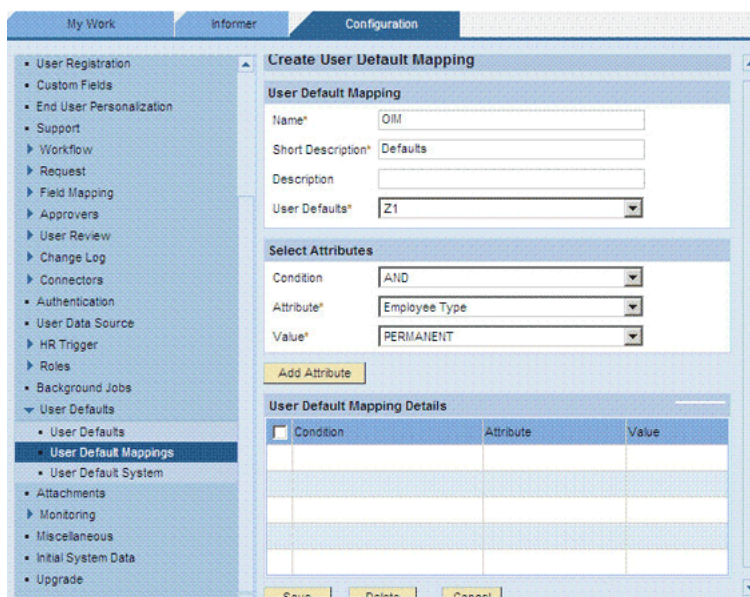 My Work
Informer
Configuration
User Registration
Custom Fields
End User Personalization
Support
Workflow
Request
Field Mapping
Approvers
User Review
Change Log
Connectors
Authentication
User Data Source
HR Trigger
Roles
Background Jobs
User Defaults
User Defaults
User Default Mappings
User Default System
Attachments
Monitoring
Miscellaneous
Initial System Data
Upgrade
Create User Default Mapping
User Default Mapping
Name* OIM
Short Description* Defaults
Description
User Defaults* Z1
Select Attributes
Condition AND
Attribute* Employee Type
Value* PERMANENT
Add Attribute
User Default Mapping Details
Condition Attribute Value
Save Delete Cancel